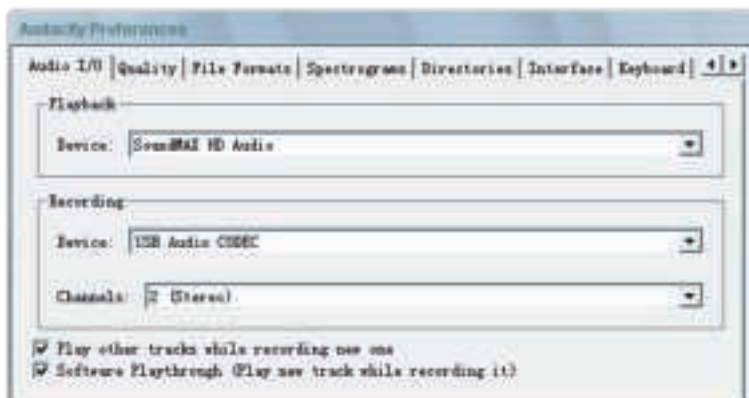 Audacity Preferences
Audio I/O Quality File Formats Spectrograms Directories Interface Keyboard
Playback
Device: SoundMAX HD Audio
Recording
Device: USB Audio CODEC
Channels: 2 (Stereo)
Play other tracks while recording new one
Software Playthrough (Play new track while recording it)